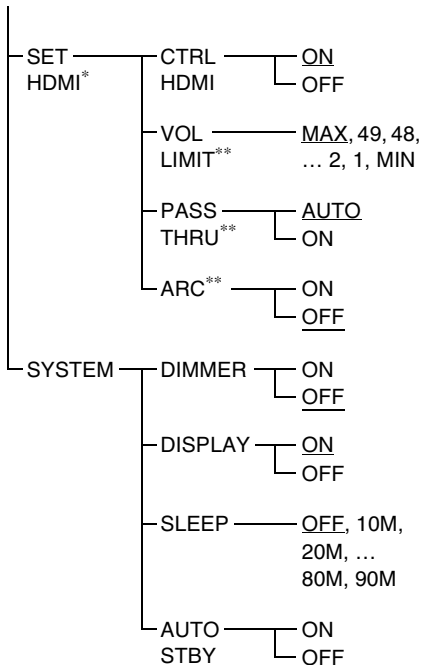 SET CTRL ON
HDMI* HDMI OFF
VOL MAX, 49, 48,
LIMIT** … 2, 1, MIN
PASS AUTO
THRU** ON
ARC** ON
OFF
SYSTEM DIMMER ON
OFF
DISPLAY ON
OFF
SLEEP OFF, 10M,
20M, …
80M, 90M
AUTO ON
STBY OFF